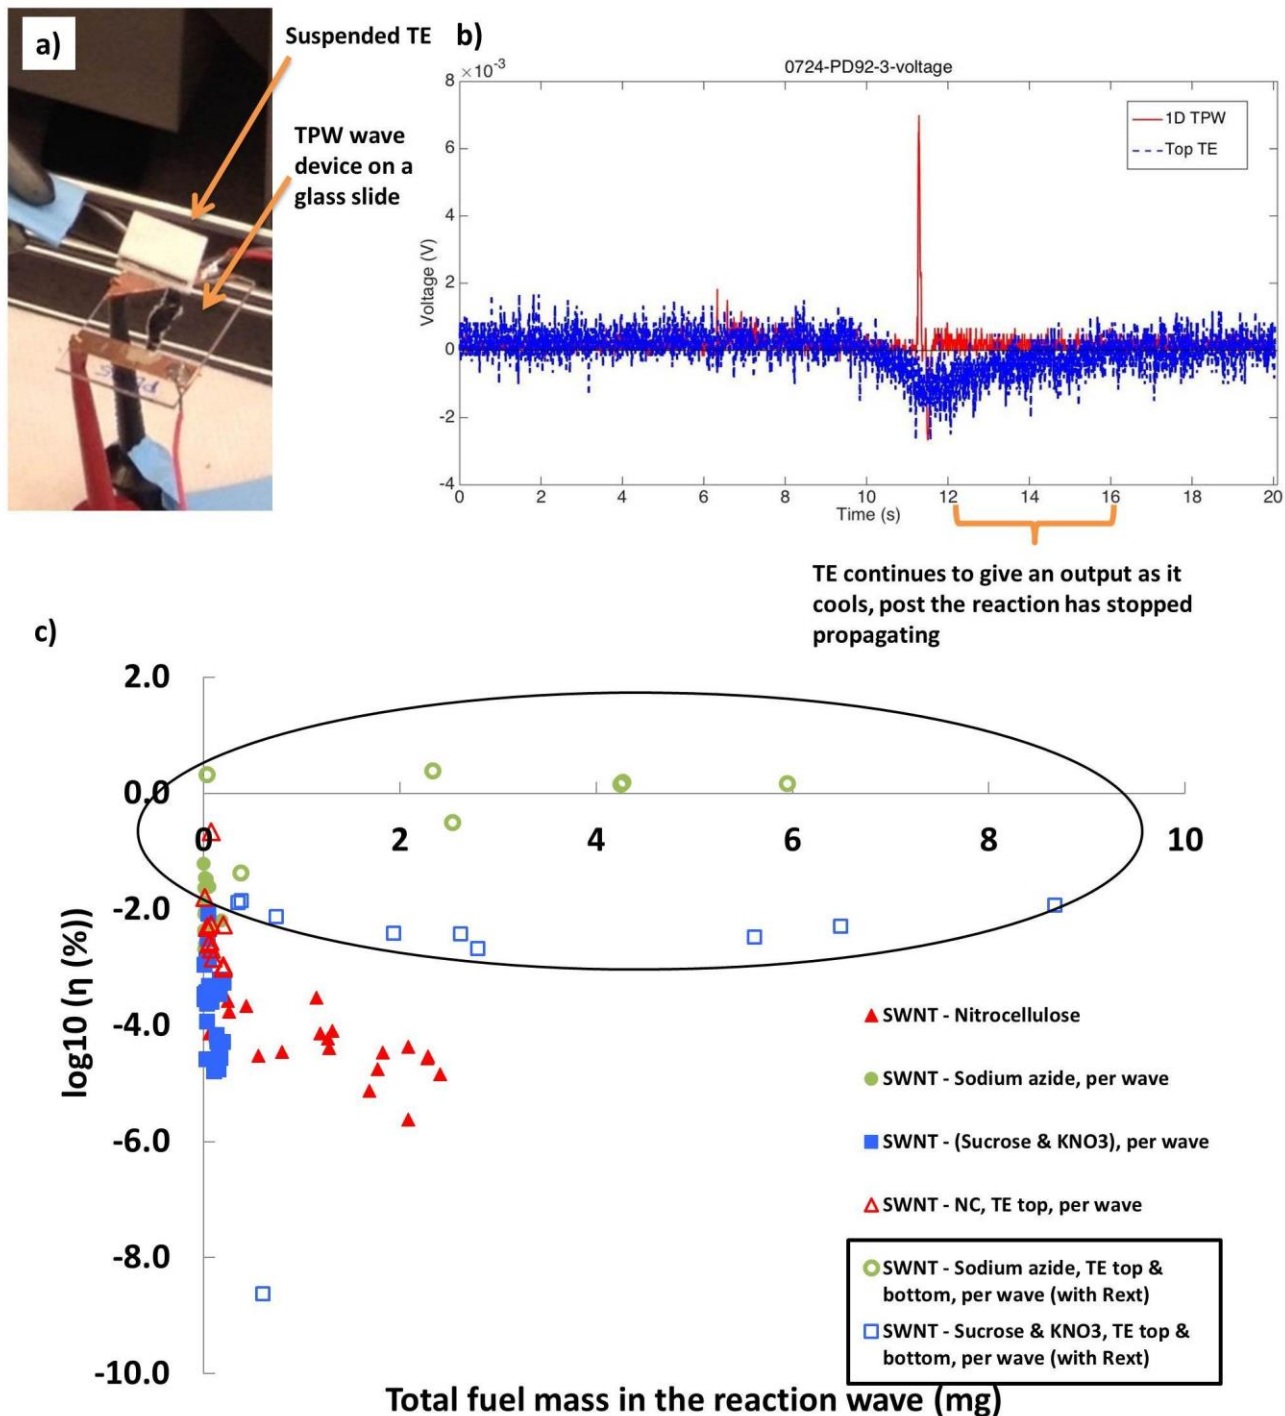 a)
Suspended TE
TPW wave
device on a
glass slide
b)
0724-PD92-3-voltage
×10⁻³
8
6
4
2
0
-2
-4
Voltage (V)
1D TPW
Top TE
0 2 4 6 8 10 12 14 16 18 20
Time (s)
TE continues to give an output as it
cools, post the reaction has stopped
propagating
c)
2.0
0.0
-2.0
-4.0
-6.0
-8.0
-10.0
log10 (η (%))
0 2 4 6 8 10
SWNT - Nitrocellulose
SWNT - Sodium azide, per wave
SWNT - (Sucrose & KNO3), per wave
SWNT - NC, TE top, per wave
SWNT - Sodium azide, TE top &
bottom, per wave (with Rext)
SWNT - Sucrose & KNO3, TE top &
bottom, per wave (with Rext)
Total fuel mass in the reaction wave (mg)